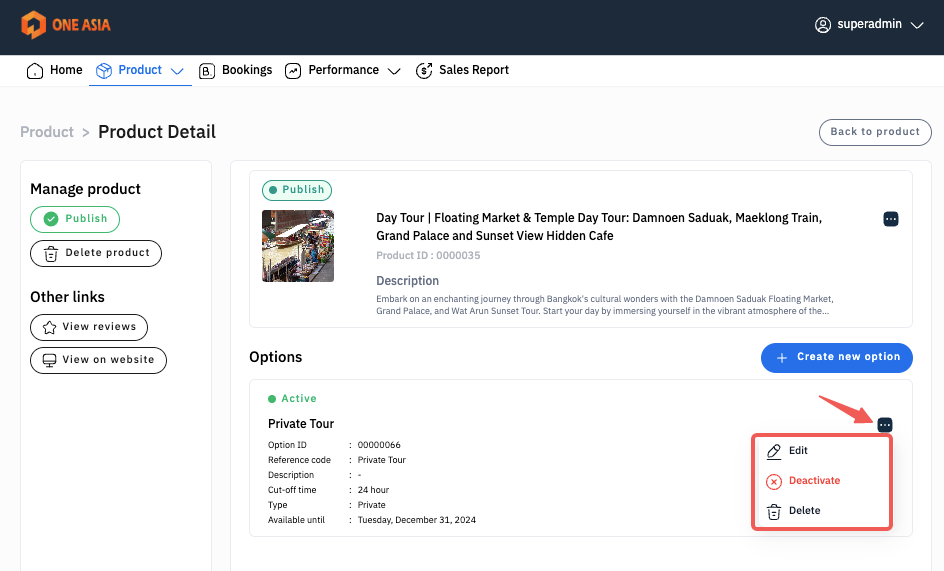 ONE ASIA
superadmin
Home
Product
Bookings
Performance
Sales Report
Product > Product Detail
Back to product
Manage product
Publish
Delete product
Other links
View reviews
View on website
Publish
Day Tour | Floating Market & Temple Day Tour: Damnoen Saduak, Maeklong Train,
Grand Palace and Sunset View Hidden Cafe
Product ID : 0000035
Description
Embark on an enchanting journey through Bangkok's cultural wonders with the Damnoen Saduak Floating Market,
Grand Palace, and Wat Arun Sunset Tour. Start your day by immersing yourself in the vibrant atmosphere of the...
Options
Create new option
Active
Private Tour
Option ID : 00000066
Reference code : Private Tour
Description : -
Cut-off time : 24 hour
Type : Private
Available until : Tuesday, December 31, 2024
Edit
Deactivate
Delete